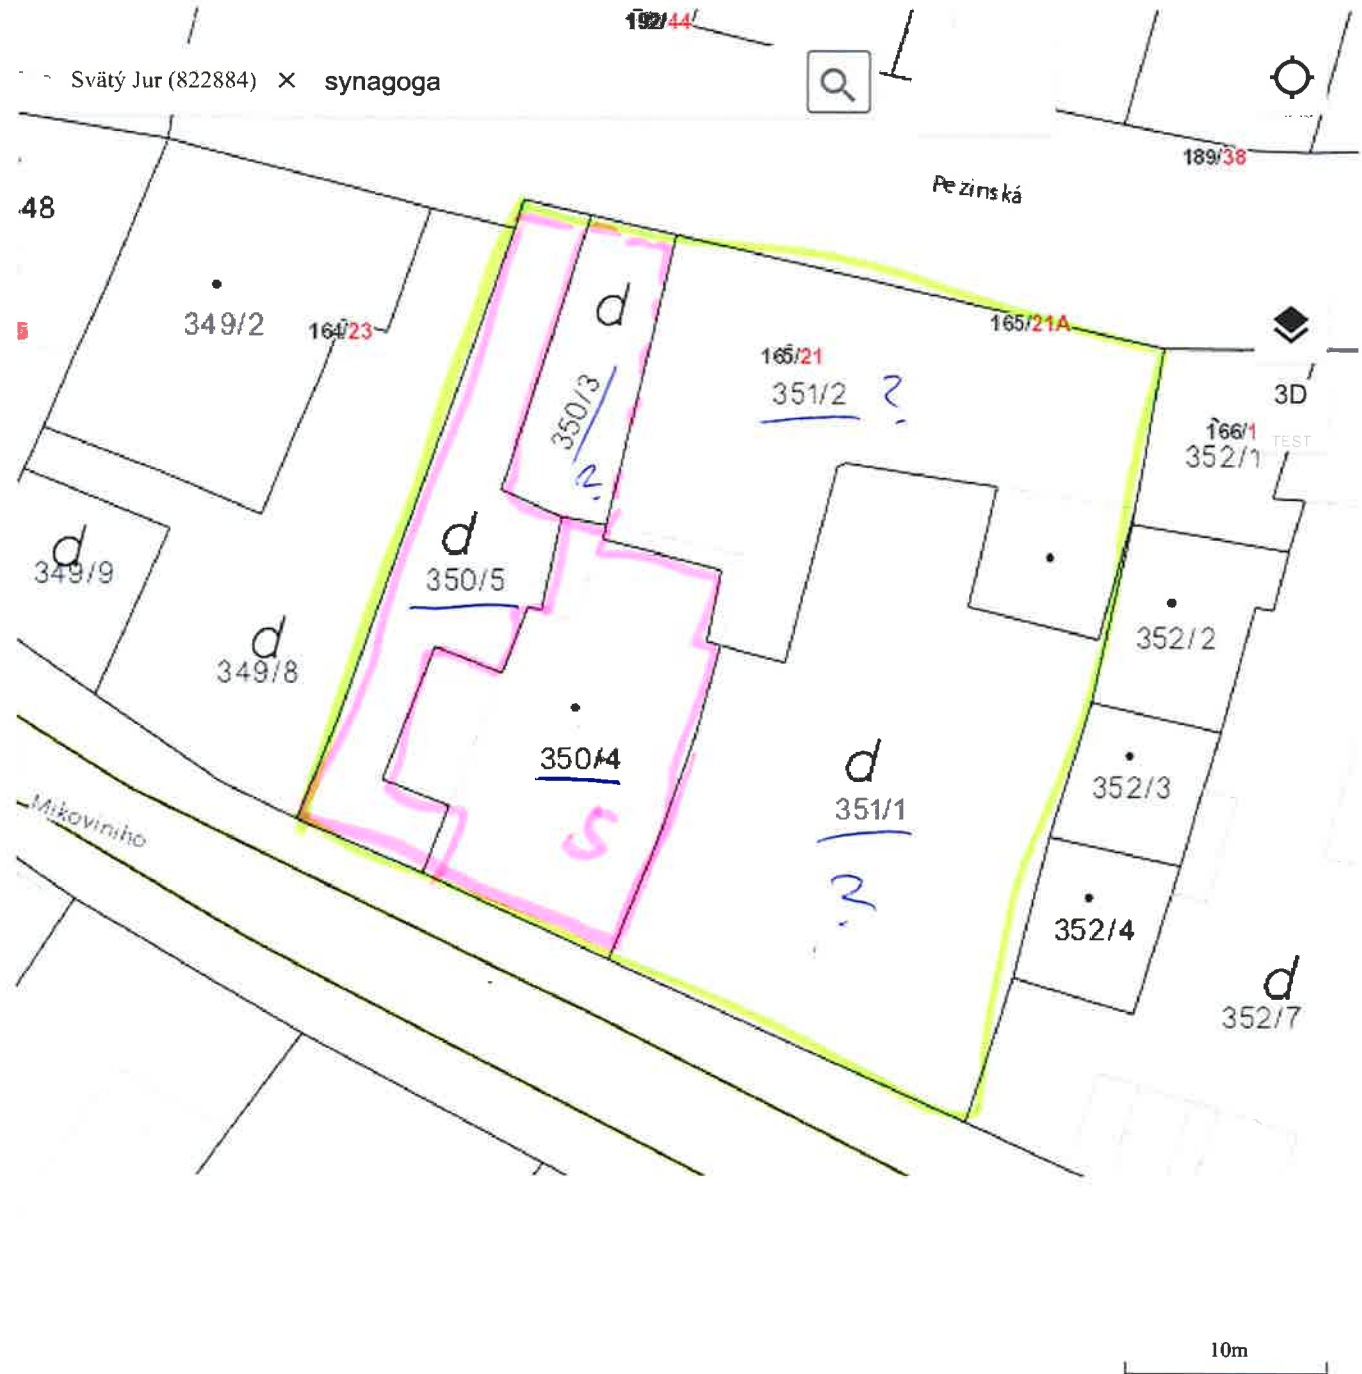 192/44
Svätý Jur (822884) × synagoga
189/38
Pezinská
48
349/2
164/23
5
d
350/3
?
165/21
351/2 ?
165/21A
3D
166/1
TEST
352/1
d
349/9
d
350/5
d
349/8
352/2
350/4
S
d
351/1
?
352/3
352/4
d
352/7
Mikoviniho
10m